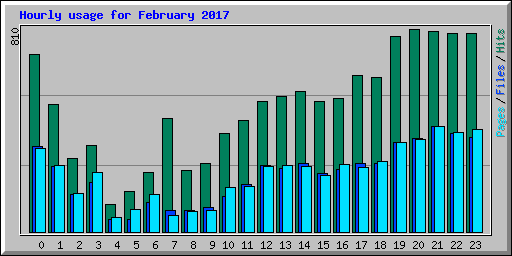 Hourly usage for February 2017
810
Pages/Files/Hits
0 1 2 3 4 5 6 7 8 9 10 11 12 13 14 15 16 17 18 19 20 21 22 23